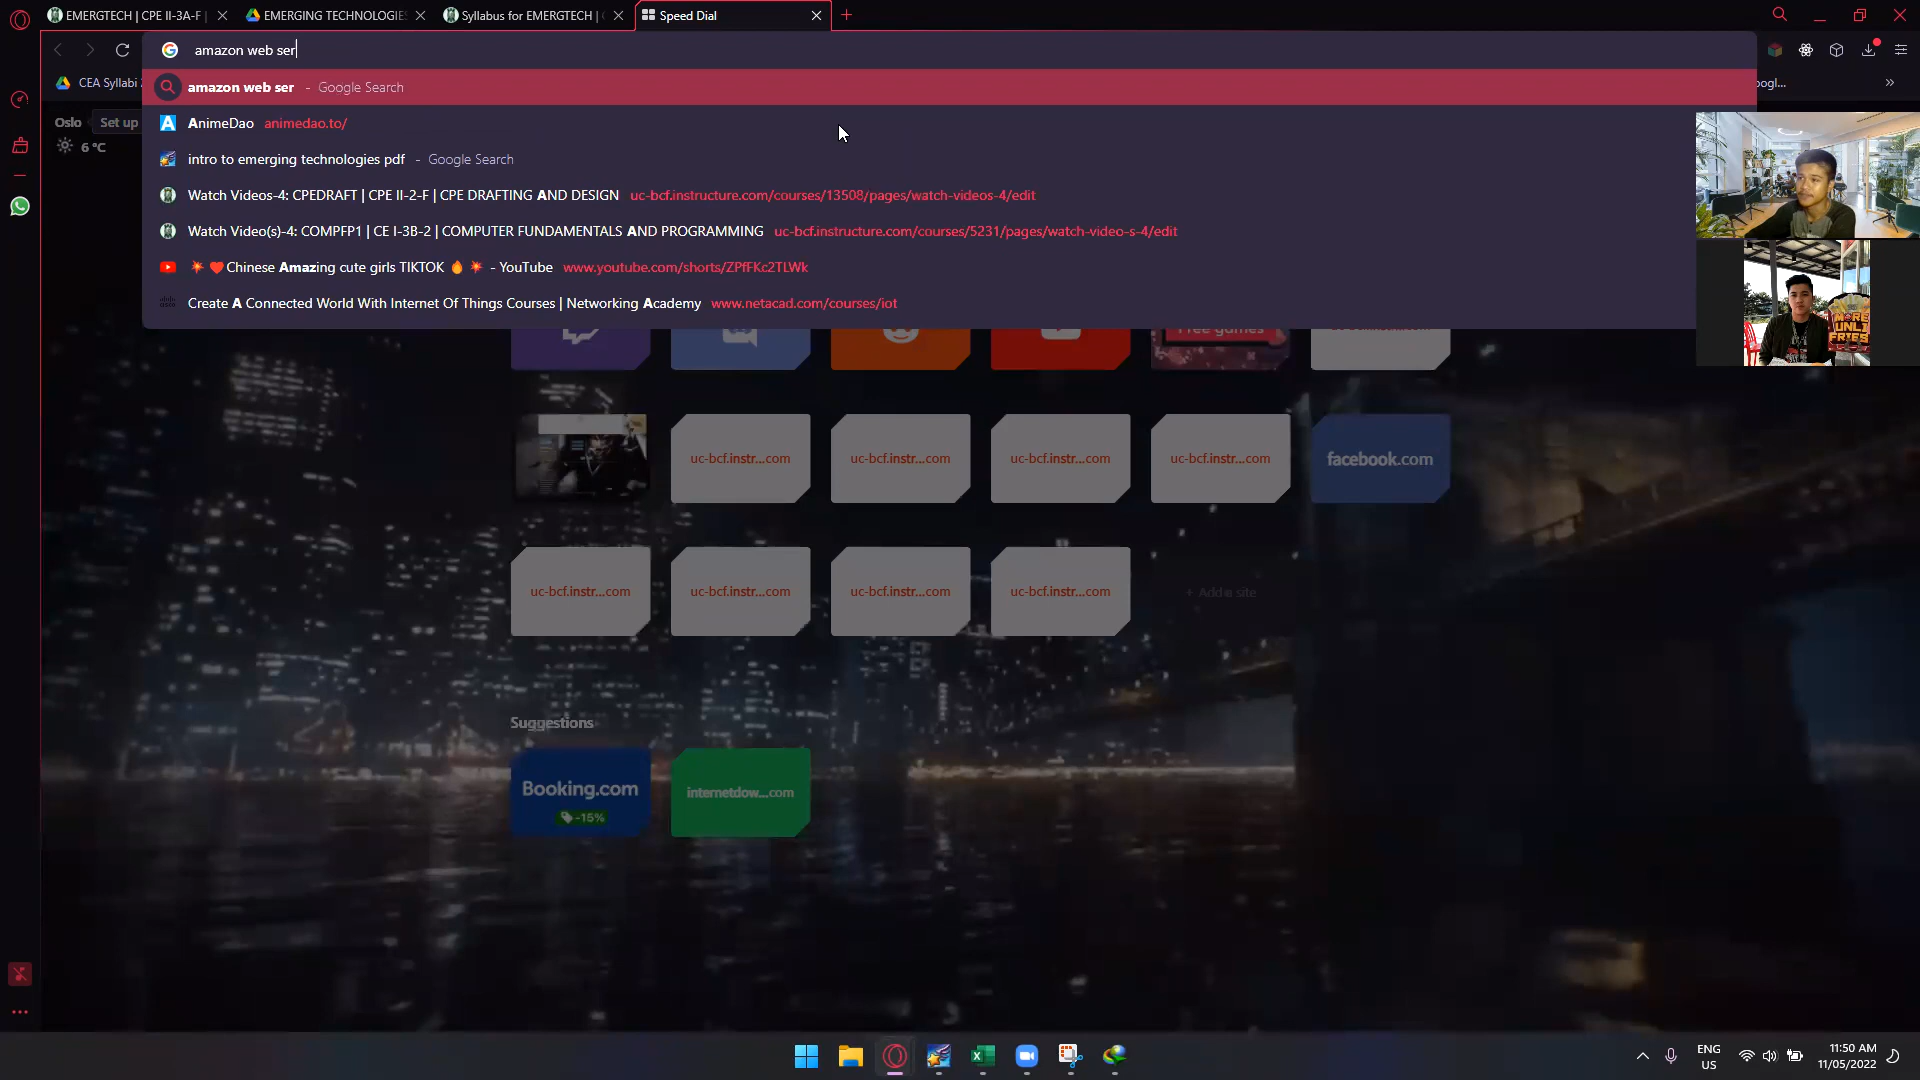 EMERGTECH | CPE II-3A-F |
EMERGING TECHNOLOGIES
Syllabus for EMERGTECH |
Speed Dial
amazon web ser
CEA Syllabi
oogl...
amazon web ser - Google Search
Oslo Set up
AnimeDao animedao.to/
6 °C
intro to emerging technologies pdf - Google Search
Watch Videos-4: CPEDRAFT | CPE II-2-F | CPE DRAFTING AND DESIGN uc-bcf.instructure.com/courses/13508/pages/watch-videos-4/edit
Watch Video(s)-4: COMPFP1 | CE I-3B-2 | COMPUTER FUNDAMENTALS AND PROGRAMMING uc-bcf.instructure.com/courses/5231/pages/watch-video-s-4/edit
Chinese Amazing cute girls TIKTOK - YouTube www.youtube.com/shorts/ZPfFKc2TLWk
Create A Connected World With Internet Of Things Courses | Networking Academy www.netacad.com/courses/iot
Free games
MORE
UNLI
FRIES
uc-bcf.instr...com
uc-bcf.instr...com
uc-bcf.instr...com
uc-bcf.instr...com
facebook.com
uc-bcf.instr...com
uc-bcf.instr...com
uc-bcf.instr...com
uc-bcf.instr...com
+ Add a site
Suggestions
Booking.com
-15%
internetdow...com
ENG
US
11:50 AM
11/05/2022